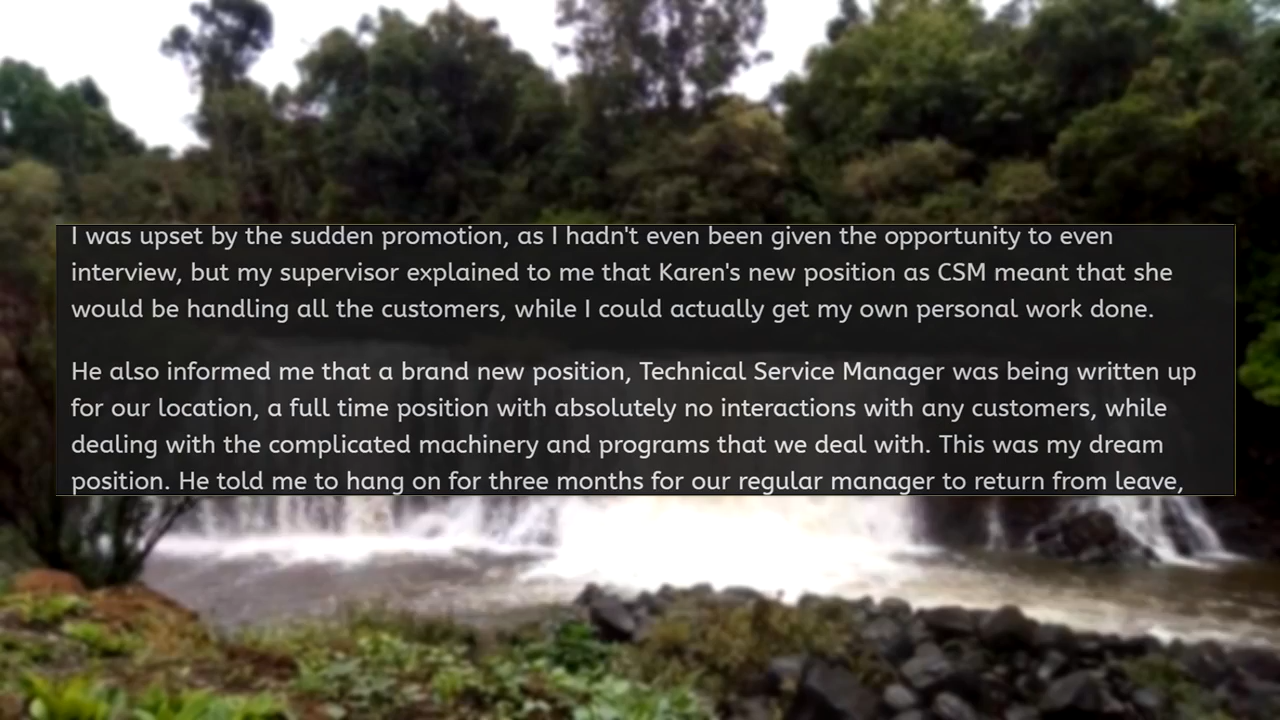 I was upset by the sudden promotion, as I hadn't even been given the opportunity to even
interview, but my supervisor explained to me that Karen's new position as CSM meant that she
would be handling all the customers, while I could actually get my own personal work done.
He also informed me that a brand new position, Technical Service Manager was being written up
for our location, a full time position with absolutely no interactions with any customers, while
dealing with the complicated machinery and programs that we deal with. This was my dream
position. He told me to hang on for three months for our regular manager to return from leave,